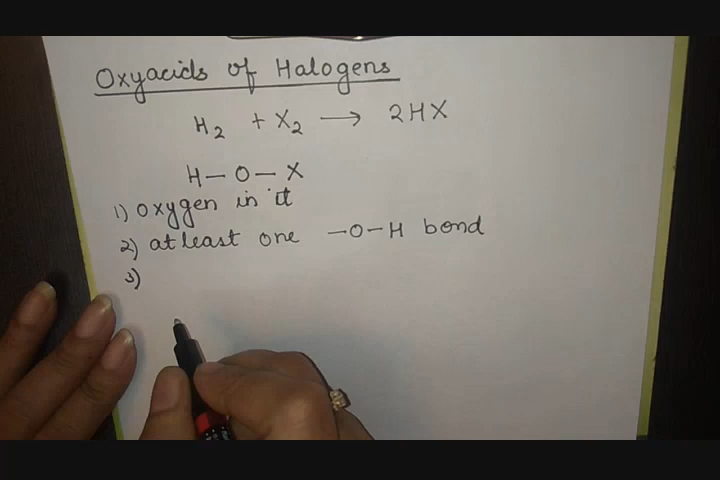 Oxyacids of Halogens
H₂ + X₂ ⟶ 2HX
H – O – X
1) Oxygen in it
2) at least one –O–H bond
3)